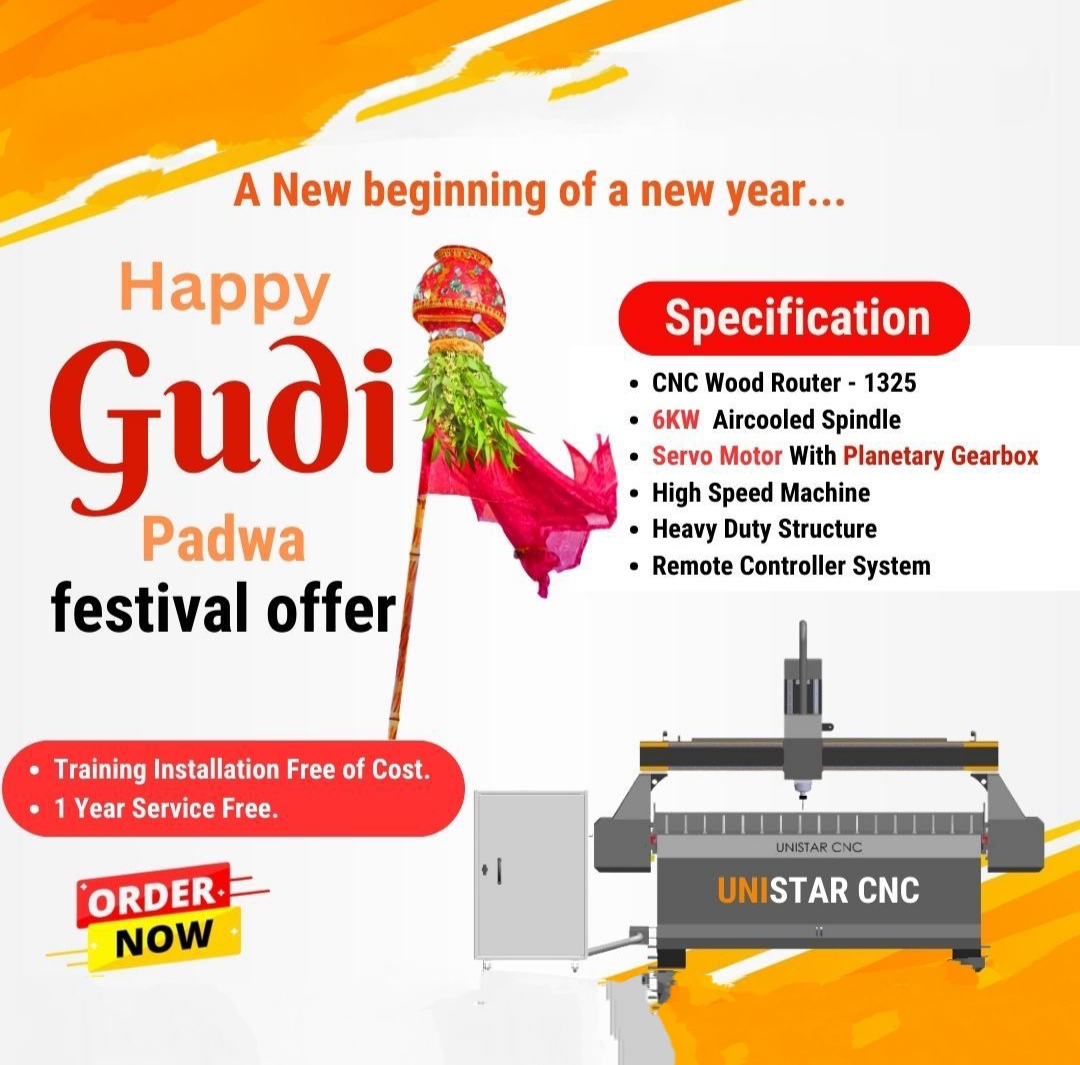 A New beginning of a new year...
Happy
Gudi
Padwa
festival offer
Specification
• CNC Wood Router - 1325
• 6KW Aircooled Spindle
• Servo Motor With Planetary Gearbox
• High Speed Machine
• Heavy Duty Structure
• Remote Controller System
• Training Installation Free of Cost.
• 1 Year Service Free.
ORDER
NOW
UNISTAR CNC
UNISTAR CNC